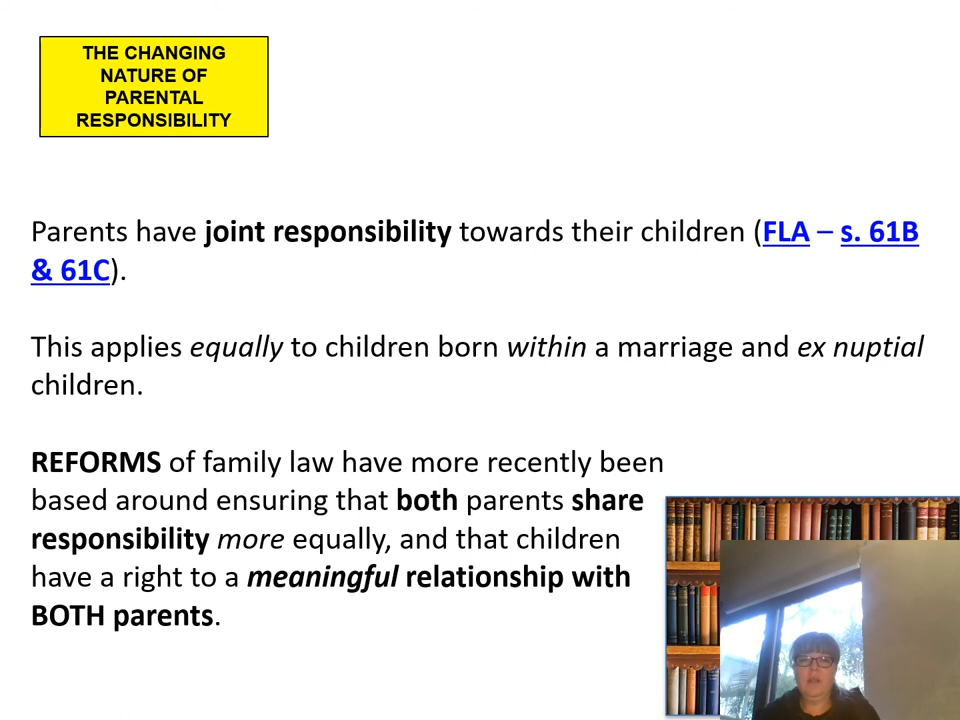 THE CHANGING
NATURE OF
PARENTAL
RESPONSIBILITY
Parents have joint responsibility towards their children (FLA – s. 61B
& 61C).
This applies equally to children born within a marriage and ex nuptial
children.
REFORMS of family law have more recently been
based around ensuring that both parents share
responsibility more equally, and that children
have a right to a meaningful relationship with
BOTH parents.